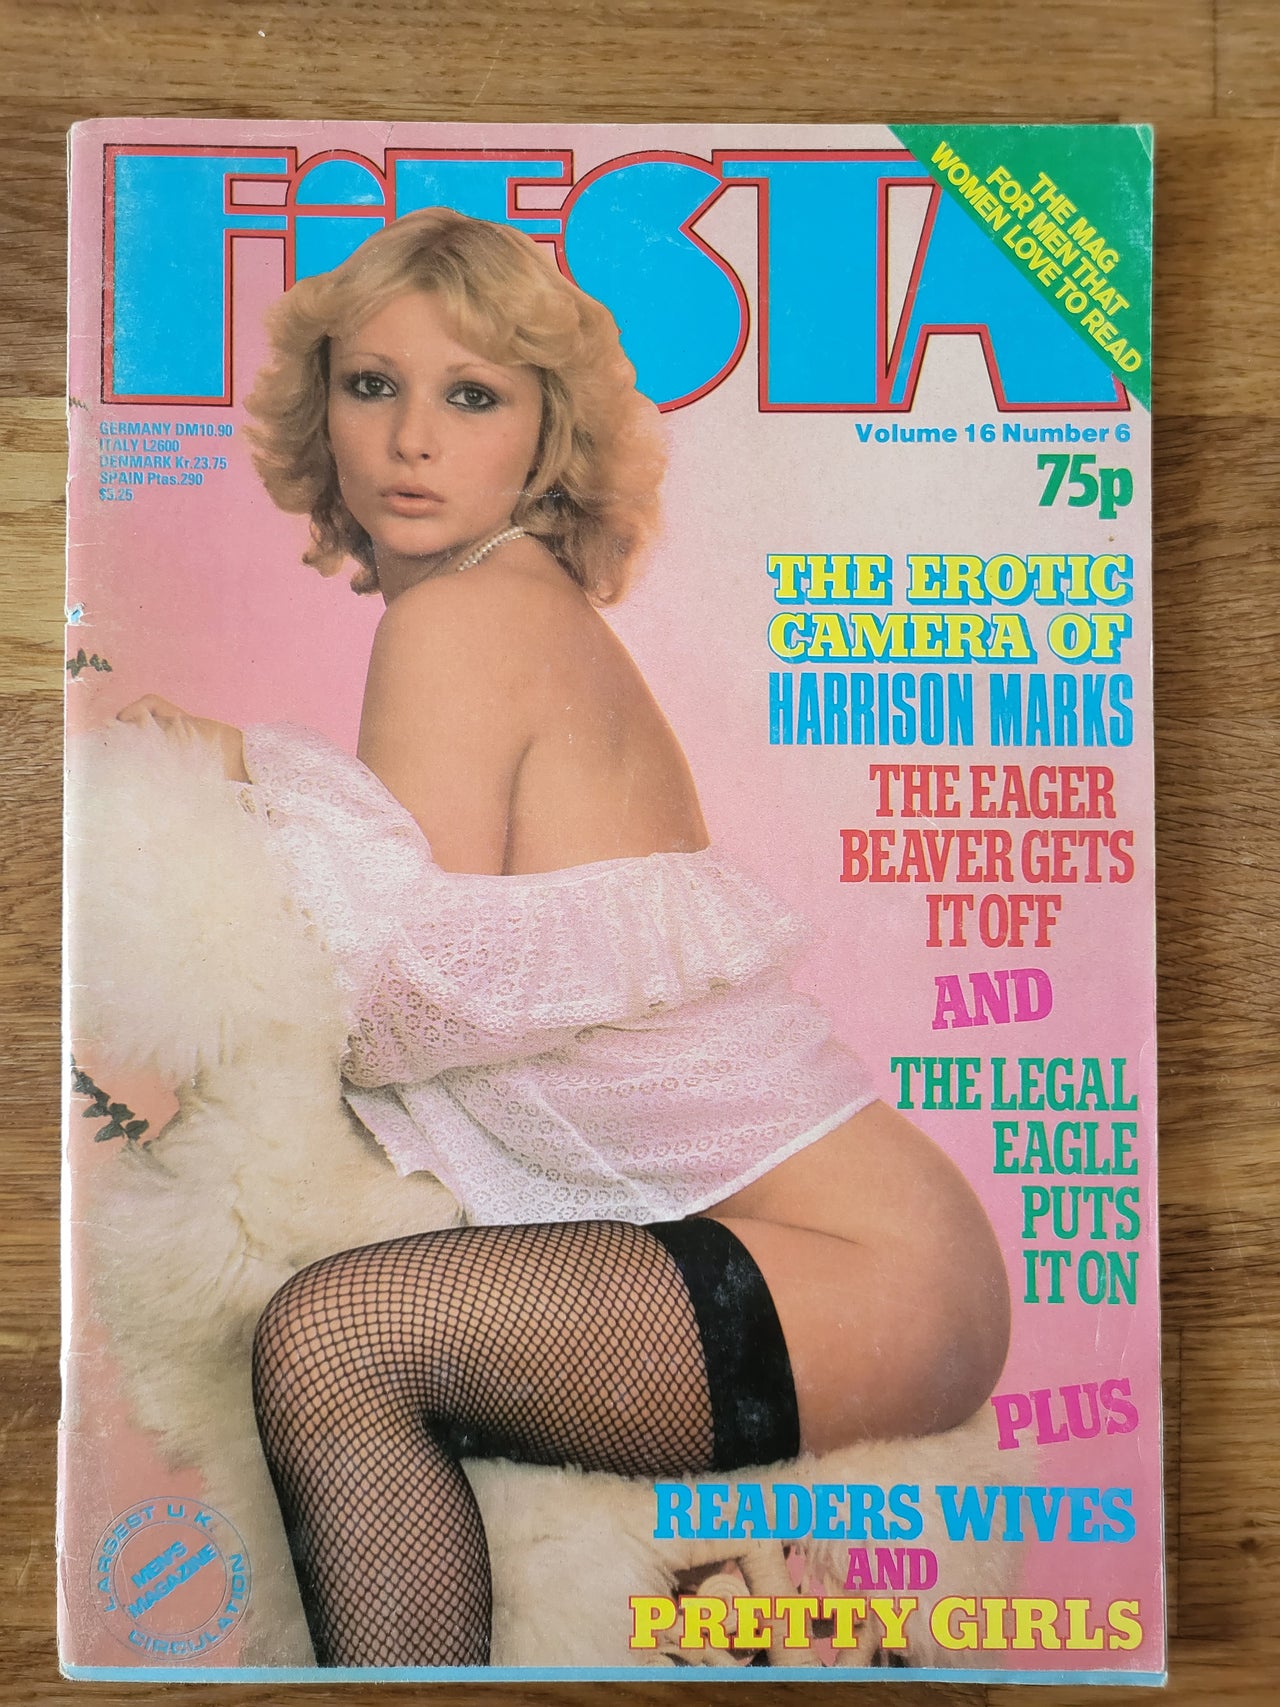 FiESTA
THE MAG
FOR MEN THAT
WOMEN LOVE TO READ
GERMANY DM10.90
ITALY L2600
DENMARK Kr.23.75
SPAIN Ptas.290
$5.25
Volume 16 Number 6
75p
THE EROTIC
CAMERA OF
HARRISON MARKS
THE EAGER
BEAVER GETS
IT OFF
AND
THE LEGAL
EAGLE
PUTS
IT ON
PLUS
READERS WIVES
AND
PRETTY GIRLS
LARGEST U.K.
MEN'S
MAGAZINE
CIRCULATION